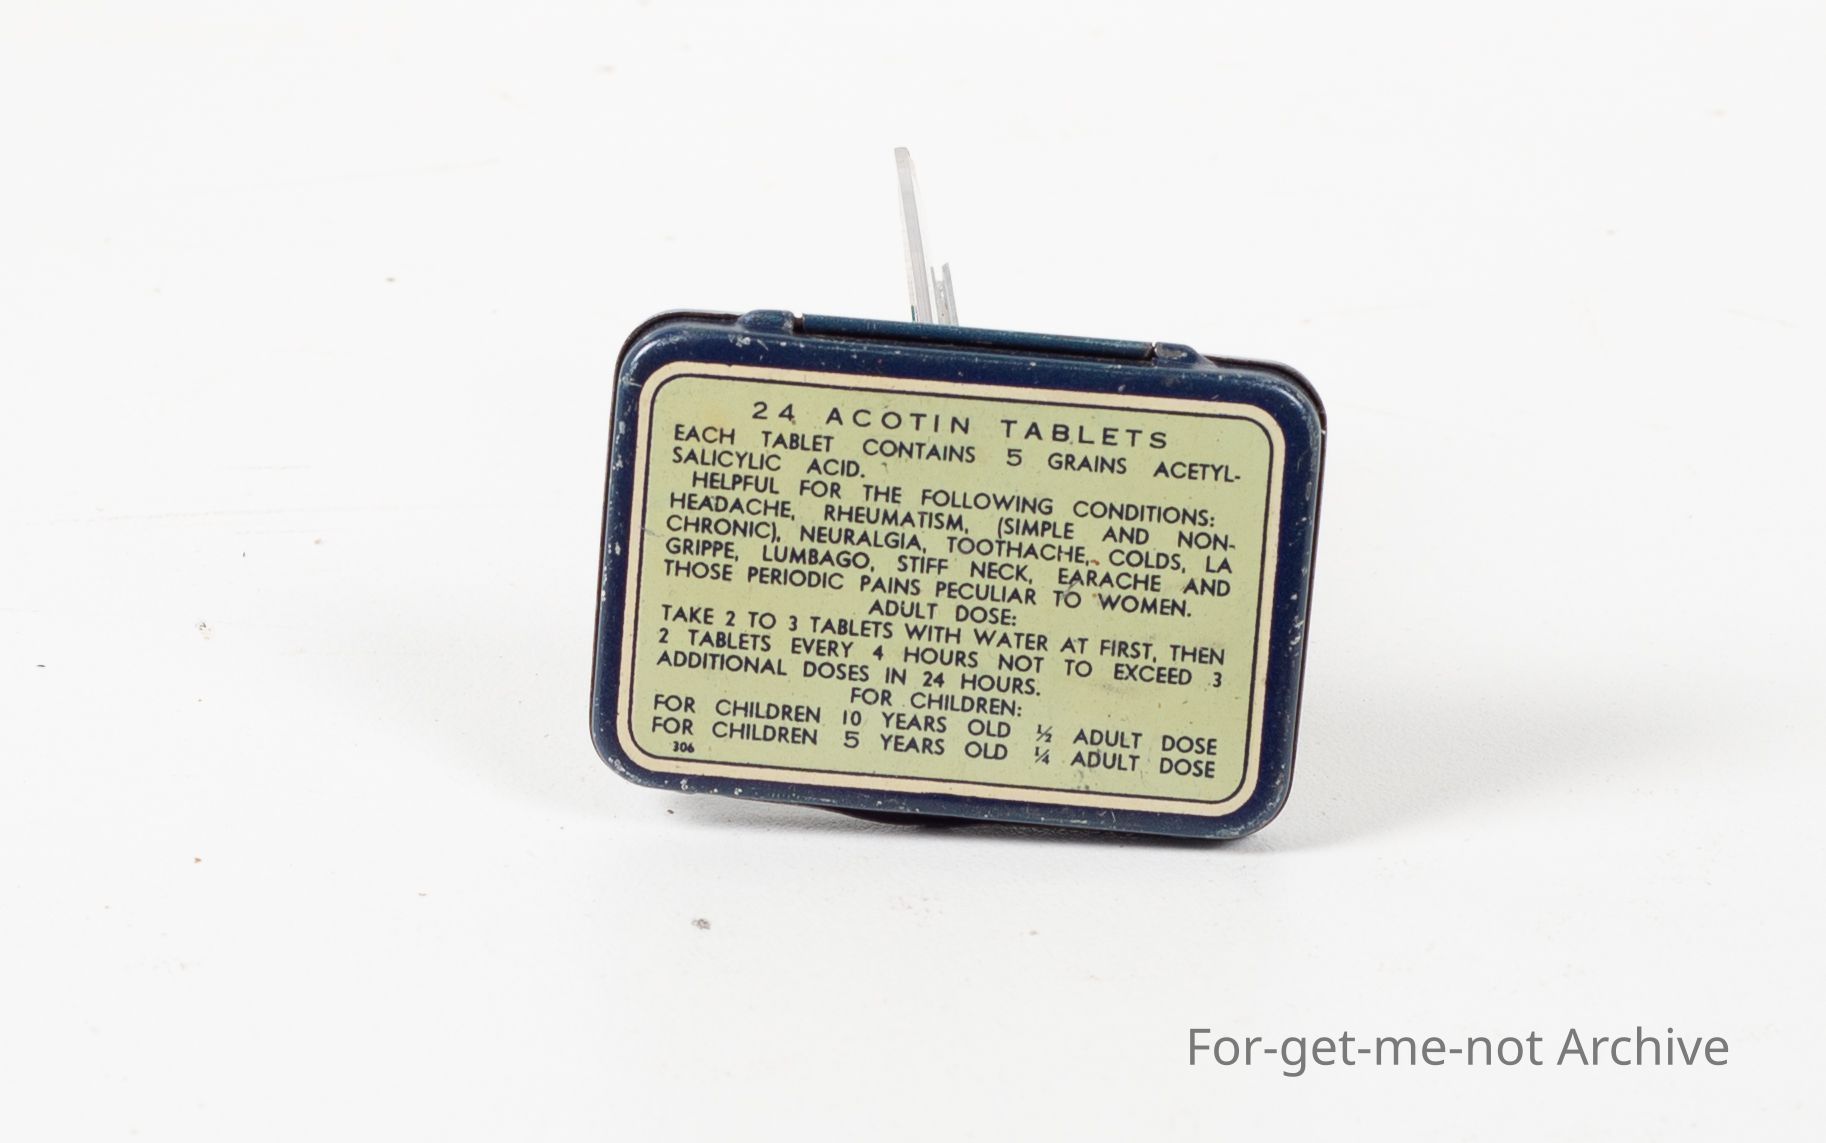 24 ACOTIN TABLETS
EACH TABLET CONTAINS 5 GRAINS ACETYL-
SALICYLIC ACID.
HELPFUL FOR THE FOLLOWING CONDITIONS:
HEADACHE, RHEUMATISM, (SIMPLE AND NON-
CHRONIC), NEURALGIA, TOOTHACHE, COLDS, LA
GRIPPE, LUMBAGO, STIFF NECK, EARACHE AND
THOSE PERIODIC PAINS PECULIAR TO WOMEN.
ADULT DOSE:
TAKE 2 TO 3 TABLETS WITH WATER AT FIRST, THEN
2 TABLETS EVERY 4 HOURS NOT TO EXCEED 3
ADDITIONAL DOSES IN 24 HOURS.
FOR CHILDREN:
FOR CHILDREN 10 YEARS OLD ½ ADULT DOSE
FOR CHILDREN 5 YEARS OLD ¼ ADULT DOSE
306
For-get-me-not Archive